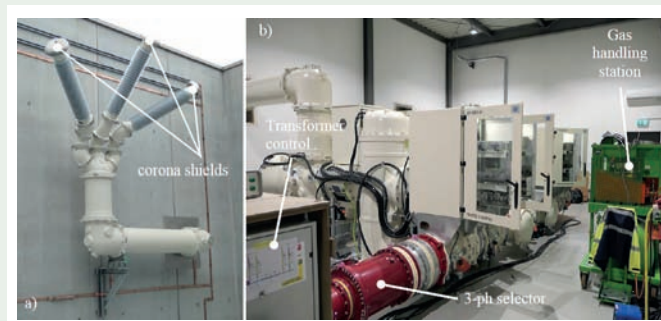 corona shields
a)
b)
Transformer
control
3-ph selector
Gas
handling
station